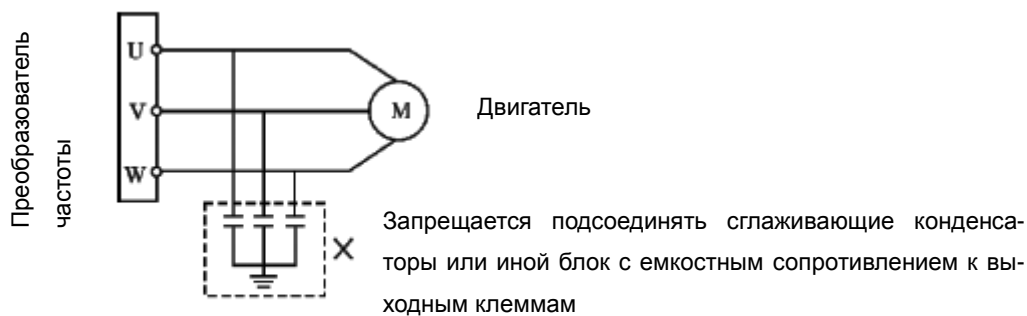 Преобразователь
частоты
U
V
W
M
Двигатель
X
Запрещается подсоединять сглаживающие конденса-
торы или иной блок с емкостным сопротивлением к вы-
ходным клеммам